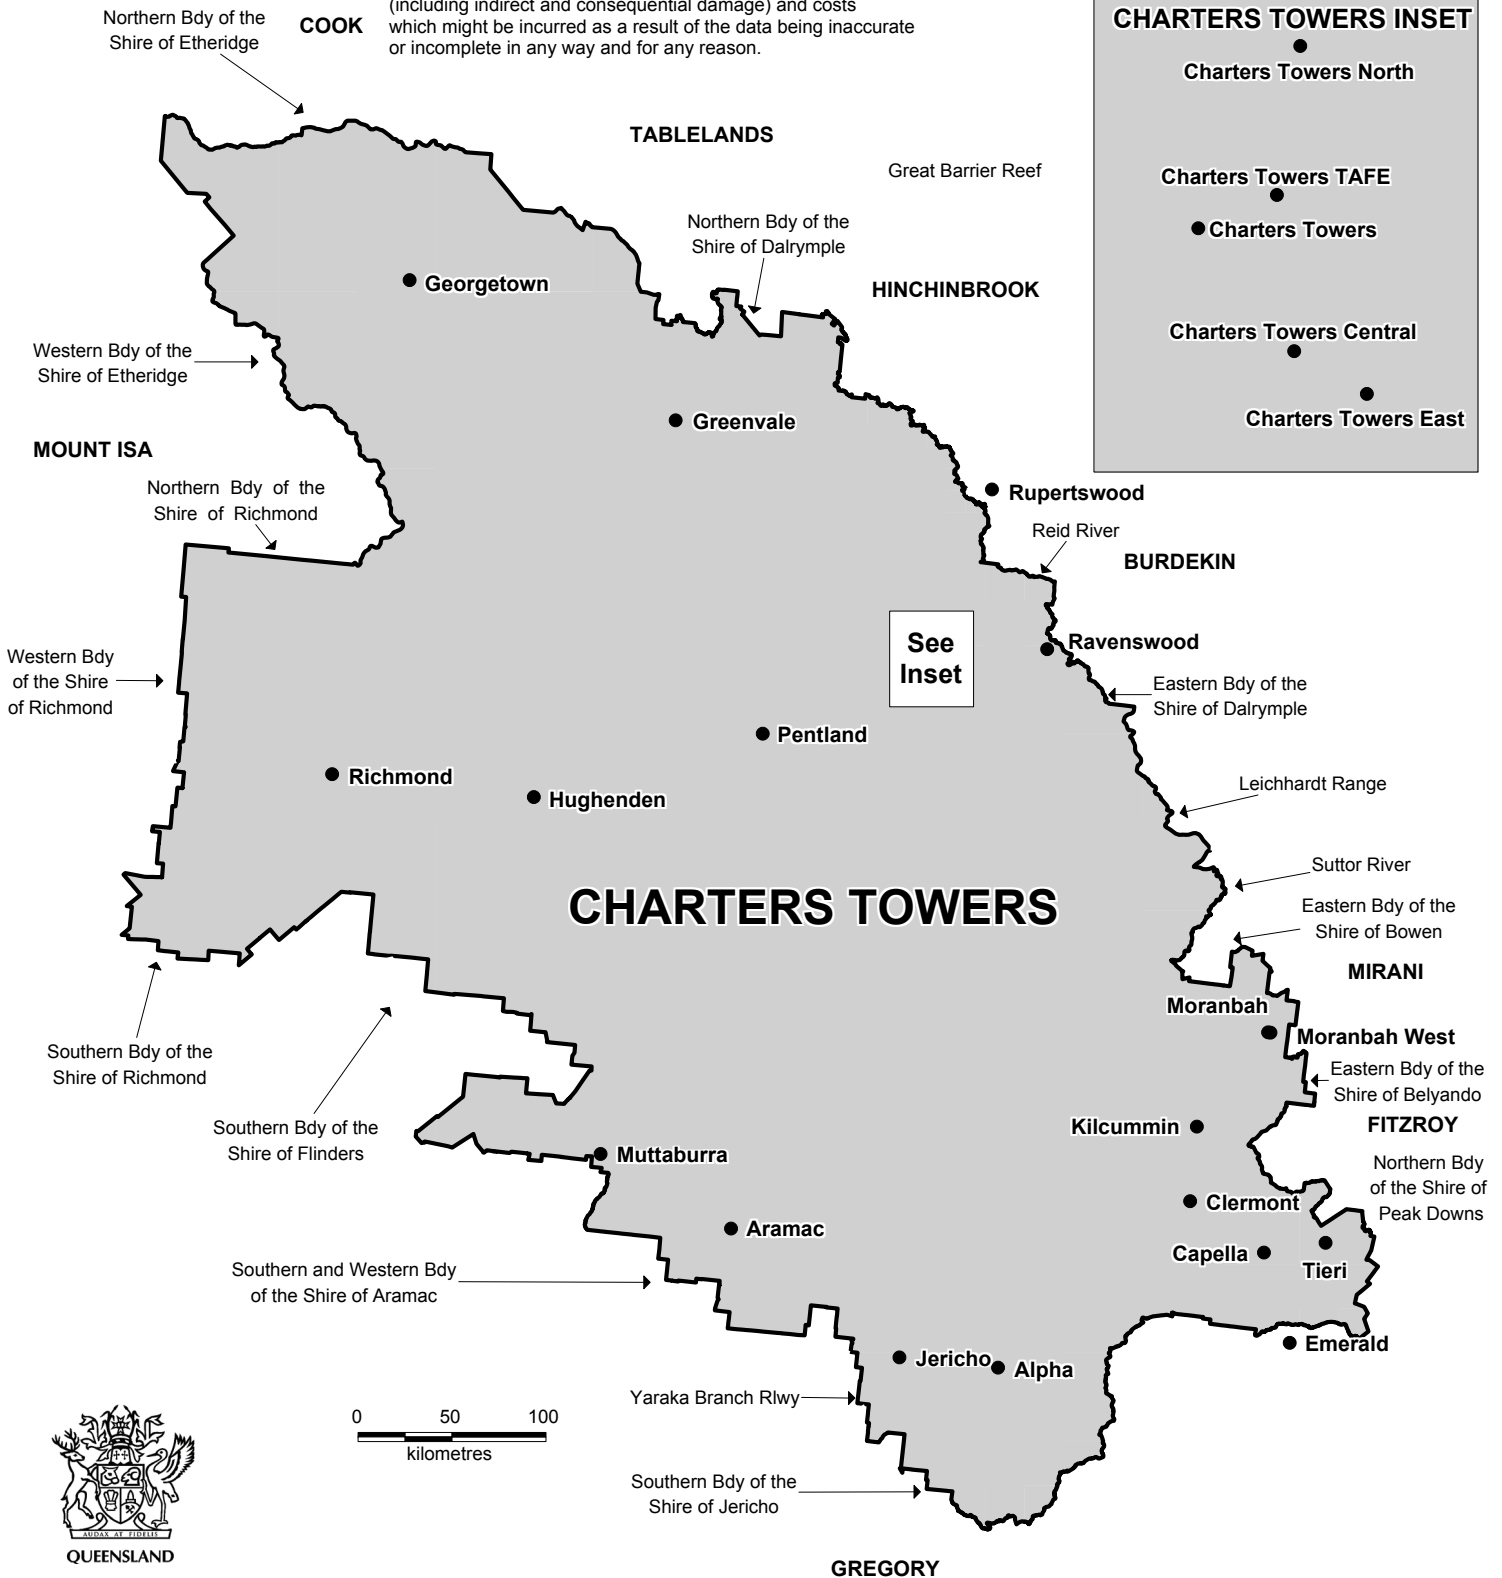 (including indirect and consequential damage) and costs
which might be incurred as a result of the data being inaccurate
or incomplete in any way and for any reason.
Northern Bdy of the
Shire of Etheridge
COOK
CHARTERS TOWERS INSET
Charters Towers North
Charters Towers TAFE
Charters Towers
Charters Towers Central
Charters Towers East
TABLELANDS
Great Barrier Reef
Northern Bdy of the
Shire of Dalrymple
HINCHINBROOK
Georgetown
Western Bdy of the
Shire of Etheridge
Greenvale
MOUNT ISA
Northern Bdy of the
Shire of Richmond
Rupertswood
Reid River
BURDEKIN
See
Inset
Ravenswood
Western Bdy
of the Shire
of Richmond
Eastern Bdy of the
Shire of Dalrymple
Pentland
Richmond
Hughenden
Leichhardt Range
Suttor River
CHARTERS TOWERS
Eastern Bdy of the
Shire of Bowen
MIRANI
Moranbah
Moranbah West
Southern Bdy of the
Shire of Richmond
Eastern Bdy of the
Shire of Belyando
Southern Bdy of the
Shire of Flinders
Kilcummin
FITZROY
Muttaburra
Northern Bdy
of the Shire of
Peak Downs
Clermont
Aramac
Capella
Tieri
Southern and Western Bdy
of the Shire of Aramac
Emerald
Jericho
Alpha
Yaraka Branch Rlwy
0 50 100
kilometres
Southern Bdy of the
Shire of Jericho
AUDAX AT FIDELIS
QUEENSLAND
GREGORY